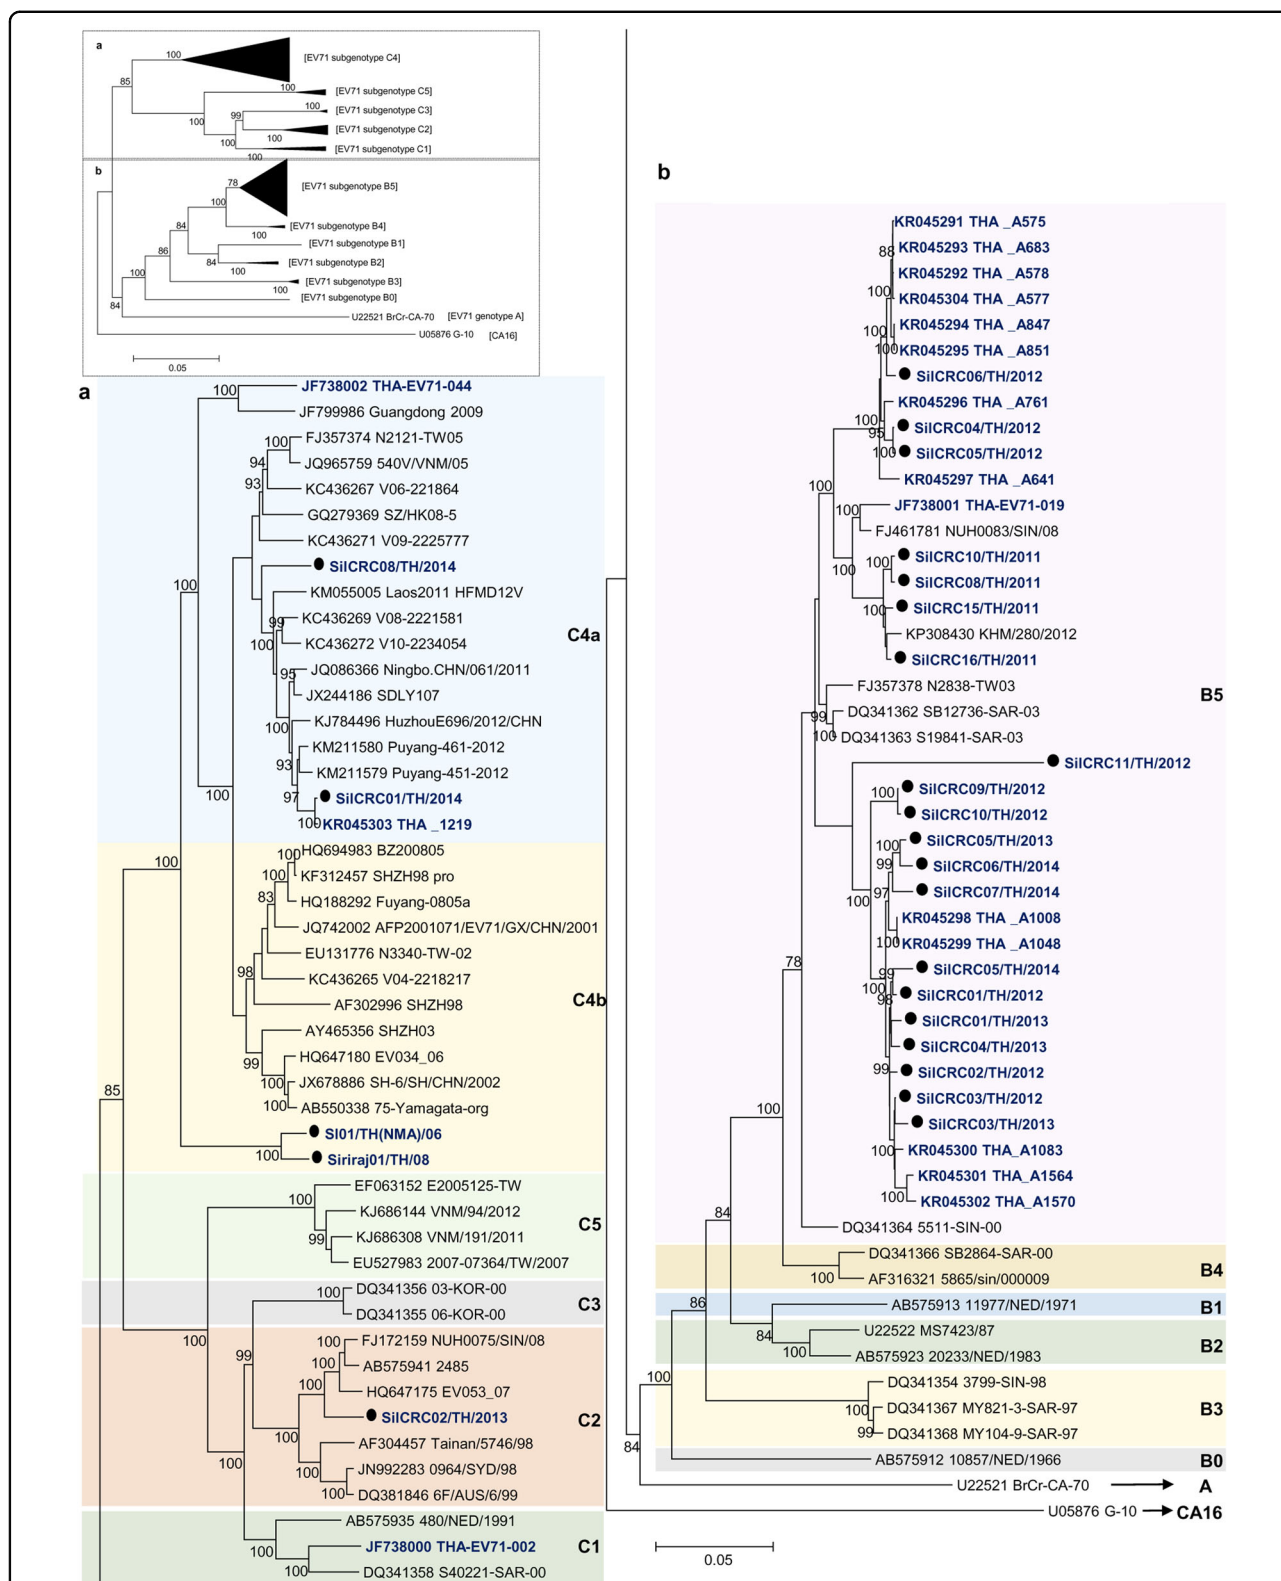 a
100
[EV71 subgenotype C4]
85
100
[EV71 subgenotype C5]
100
[EV71 subgenotype C3]
99
100
[EV71 subgenotype C2]
100
100
[EV71 subgenotype C1]
100
b
78
[EV71 subgenotype B5]
100
84
[EV71 subgenotype B4]
100
[EV71 subgenotype B1]
86
84
[EV71 subgenotype B2]
100
100
[EV71 subgenotype B3]
100
[EV71 subgenotype B0]
84
U22521 BrCr-CA-70 [EV71 genotype A]
U05876 G-10 [CA16]
0.05
a
100
JF738002 THA-EV71-044
JF799986 Guangdong 2009
FJ357374 N2121-TW05
100
JQ965759 540V/VNM/05
94
KC436267 V06-221864
93
GQ279369 SZ/HK08-5
KC436271 V09-2225777
SiICRC08/TH/2014
100
KM055005 Laos2011 HFMD12V
KC436269 V08-2221581
99
KC436272 V10-2234054
100
C4a
JQ086366 Ningbo.CHN/061/2011
95
JX244186 SDLY107
KJ784496 HuzhouE696/2012/CHN
100
KM211580 Puyang-461-2012
93
KM211579 Puyang-451-2012
97
SiICRC01/TH/2014
100
100
KR045303 THA _1219
100
HQ694983 BZ200805
100
KF312457 SHZH98 pro
100
HQ188292 Fuyang-0805a
83
JQ742002 AFP2001071/EV71/GX/CHN/2001
EU131776 N3340-TW-02
98
KC436265 V04-2218217
AF302996 SHZH98
C4b
AY465356 SHZH03
99
HQ647180 EV034_06
100
JX678886 SH-6/SH/CHN/2002
100
AB550338 75-Yamagata-org
85
SI01/TH(NMA)/06
100
Siriraj01/TH/08
EF063152 E2005125-TW
100
KJ686144 VNM/94/2012
C5
KJ686308 VNM/191/2011
99
EU527983 2007-07364/TW/2007
DQ341356 03-KOR-00
100
C3
DQ341355 06-KOR-00
100
FJ172159 NUH0075/SIN/08
100
AB575941 2485
100
99
HQ647175 EV053_07
100
SiICRC02/TH/2013
C2
100
AF304457 Tainan/5746/98
100
JN992283 0964/SYD/98
100
DQ381846 6F/AUS/6/99
100
AB575935 480/NED/1991
100
JF738000 THA-EV71-002
C1
100
DQ341358 S40221-SAR-00
b
KR045291 THA _A575
88
KR045293 THA _A683
KR045292 THA _A578
100
KR045304 THA _A577
100
KR045294 THA _A847
100
KR045295 THA _A851
SiICRC06/TH/2012
KR045296 THA _A761
100
SiICRC04/TH/2012
95
100
SiICRC05/TH/2012
KR045297 THA _A641
100
JF738001 THA-EV71-019
100
FJ461781 NUH0083/SIN/08
SiICRC10/TH/2011
100
100
SiICRC08/TH/2011
SiICRC15/TH/2011
100
KP308430 KHM/280/2012
SiICRC16/TH/2011
FJ357378 N2838-TW03
B5
DQ341362 SB12736-SAR-03
99
100
DQ341363 S19841-SAR-03
SiICRC11/TH/2012
SiICRC09/TH/2012
100
SiICRC10/TH/2012
SiICRC05/TH/2013
100
99
SiICRC06/TH/2014
SiICRC07/TH/2014
97
100
KR045298 THA _A1008
100
KR045299 THA _A1048
78
SiICRC05/TH/2014
99
100
SiICRC01/TH/2012
98
SiICRC01/TH/2013
SiICRC04/TH/2013
99
SiICRC02/TH/2012
SiICRC03/TH/2012
100
SiICRC03/TH/2013
100
KR045300 THA_A1083
KR045301 THA_A1564
100
KR045302 THA_A1570
84
DQ341364 5511-SIN-00
DQ341366 SB2864-SAR-00
100
B4
AF316321 5865/sin/000009
86
AB575913 11977/NED/1971
B1
U22522 MS7423/87
84
100
B2
AB575923 20233/NED/1983
100
DQ341354 3799-SIN-98
100
DQ341367 MY821-3-SAR-97
B3
99
DQ341368 MY104-9-SAR-97
84
AB575912 10857/NED/1966
B0
U22521 BrCr-CA-70
A
U05876 G-10
CA16
0.05